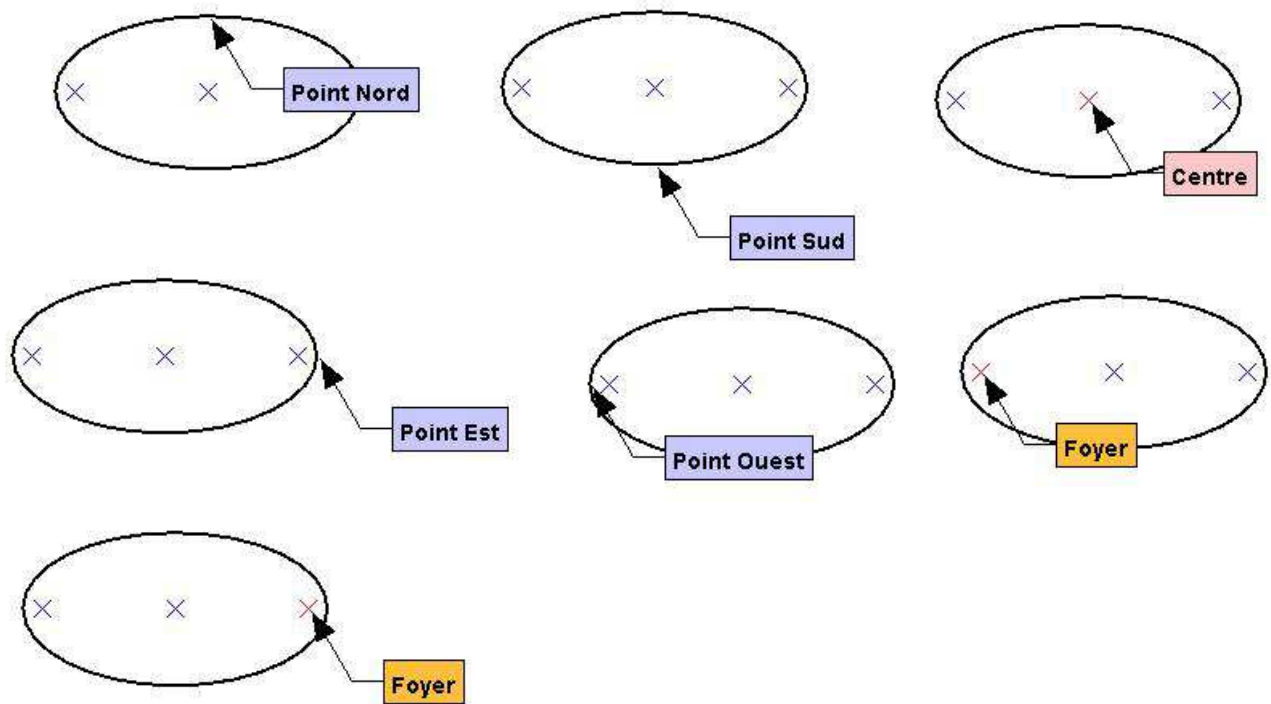 Point Nord
Point Sud
Centre
Point Est
Point Ouest
Foyer
Foyer